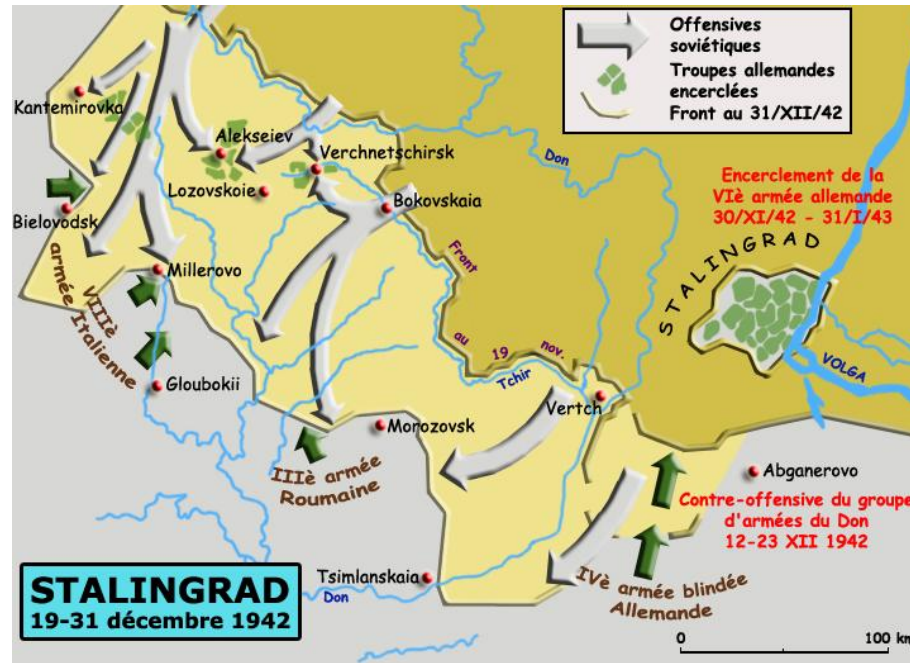 Offensives
soviétiques
Troupes allemandes
encerclées
Front au 31/XII/42
Kantemirovka
Alekseiev
Verchnetschirsk
Don
Lozovskoie
Bielovodsk
Bokovskaia
Encerclement de la
VIè armée allemande
30/XI/42 - 31/I/43
STALINGRAD
Millerovo
VIIIè
armée
Italienne
Front
au 19 nov.
Tchir
VOLGA
Gloubokii
Vertch
Morozovsk
IIIè armée
Roumaine
Abganerovo
Contre-offensive du groupe
d'armées du Don
12-23 XII 1942
Tsimlanskaia
Don
IVè armée blindée
Allemande
STALINGRAD
19-31 décembre 1942
0 100 km